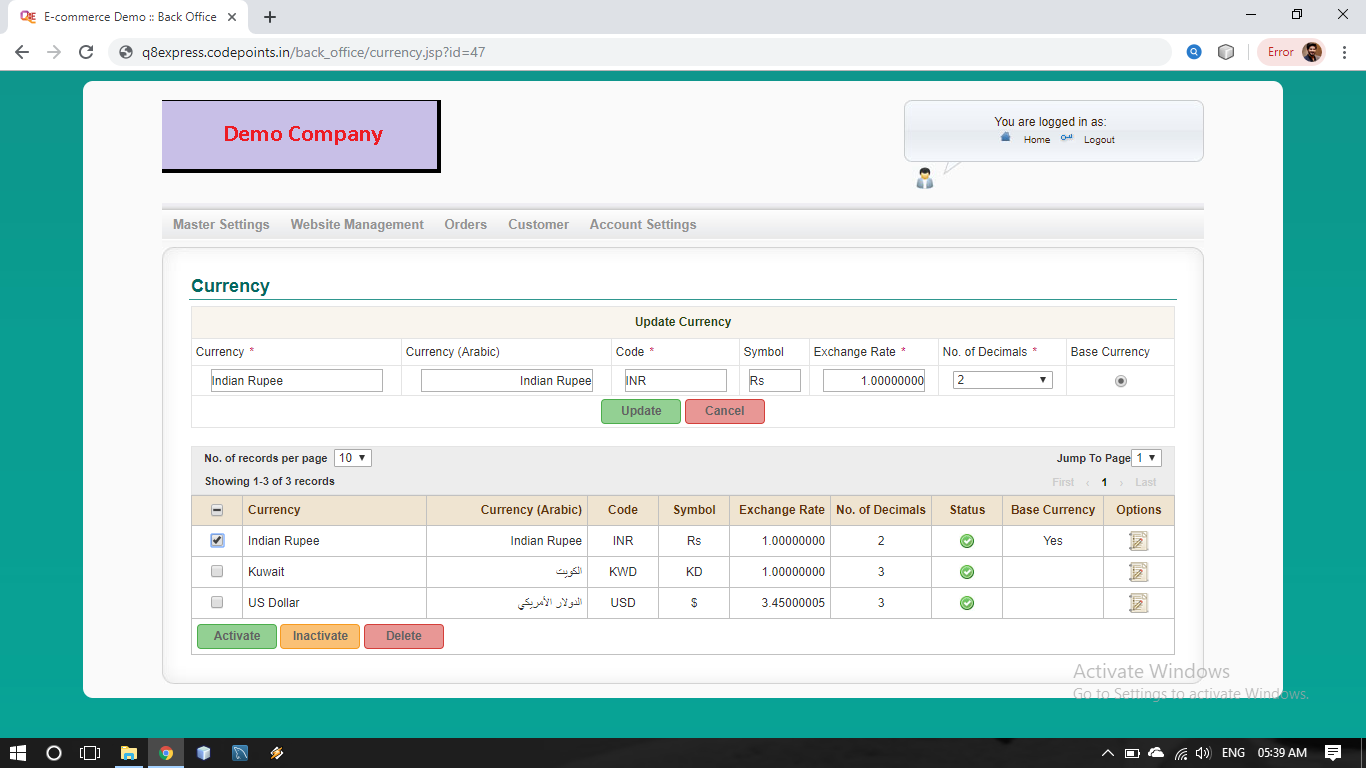 E-commerce Demo :: Back Office
q8express.codepoints.in/back_office/currency.jsp?id=47
Error
Demo Company
You are logged in as:
Home Logout
Master Settings Website Management Orders Customer Account Settings
Currency
Update Currency
Currency * Currency (Arabic) Code * Symbol Exchange Rate * No. of Decimals * Base Currency
Indian Rupee Indian Rupee INR Rs 1.00000000 2
Update Cancel
No. of records per page 10 Jump To Page 1
Showing 1-3 of 3 records First ‹ 1 › Last
Currency Currency (Arabic) Code Symbol Exchange Rate No. of Decimals Status Base Currency Options
Indian Rupee Indian Rupee INR Rs 1.00000000 2 Yes
Kuwait الكويت KWD KD 1.00000000 3
US Dollar الدولار الأمريكي USD $ 3.45000005 3
Activate Inactivate Delete
Activate Windows
Go to Settings to activate Windows.
ENG 05:39 AM